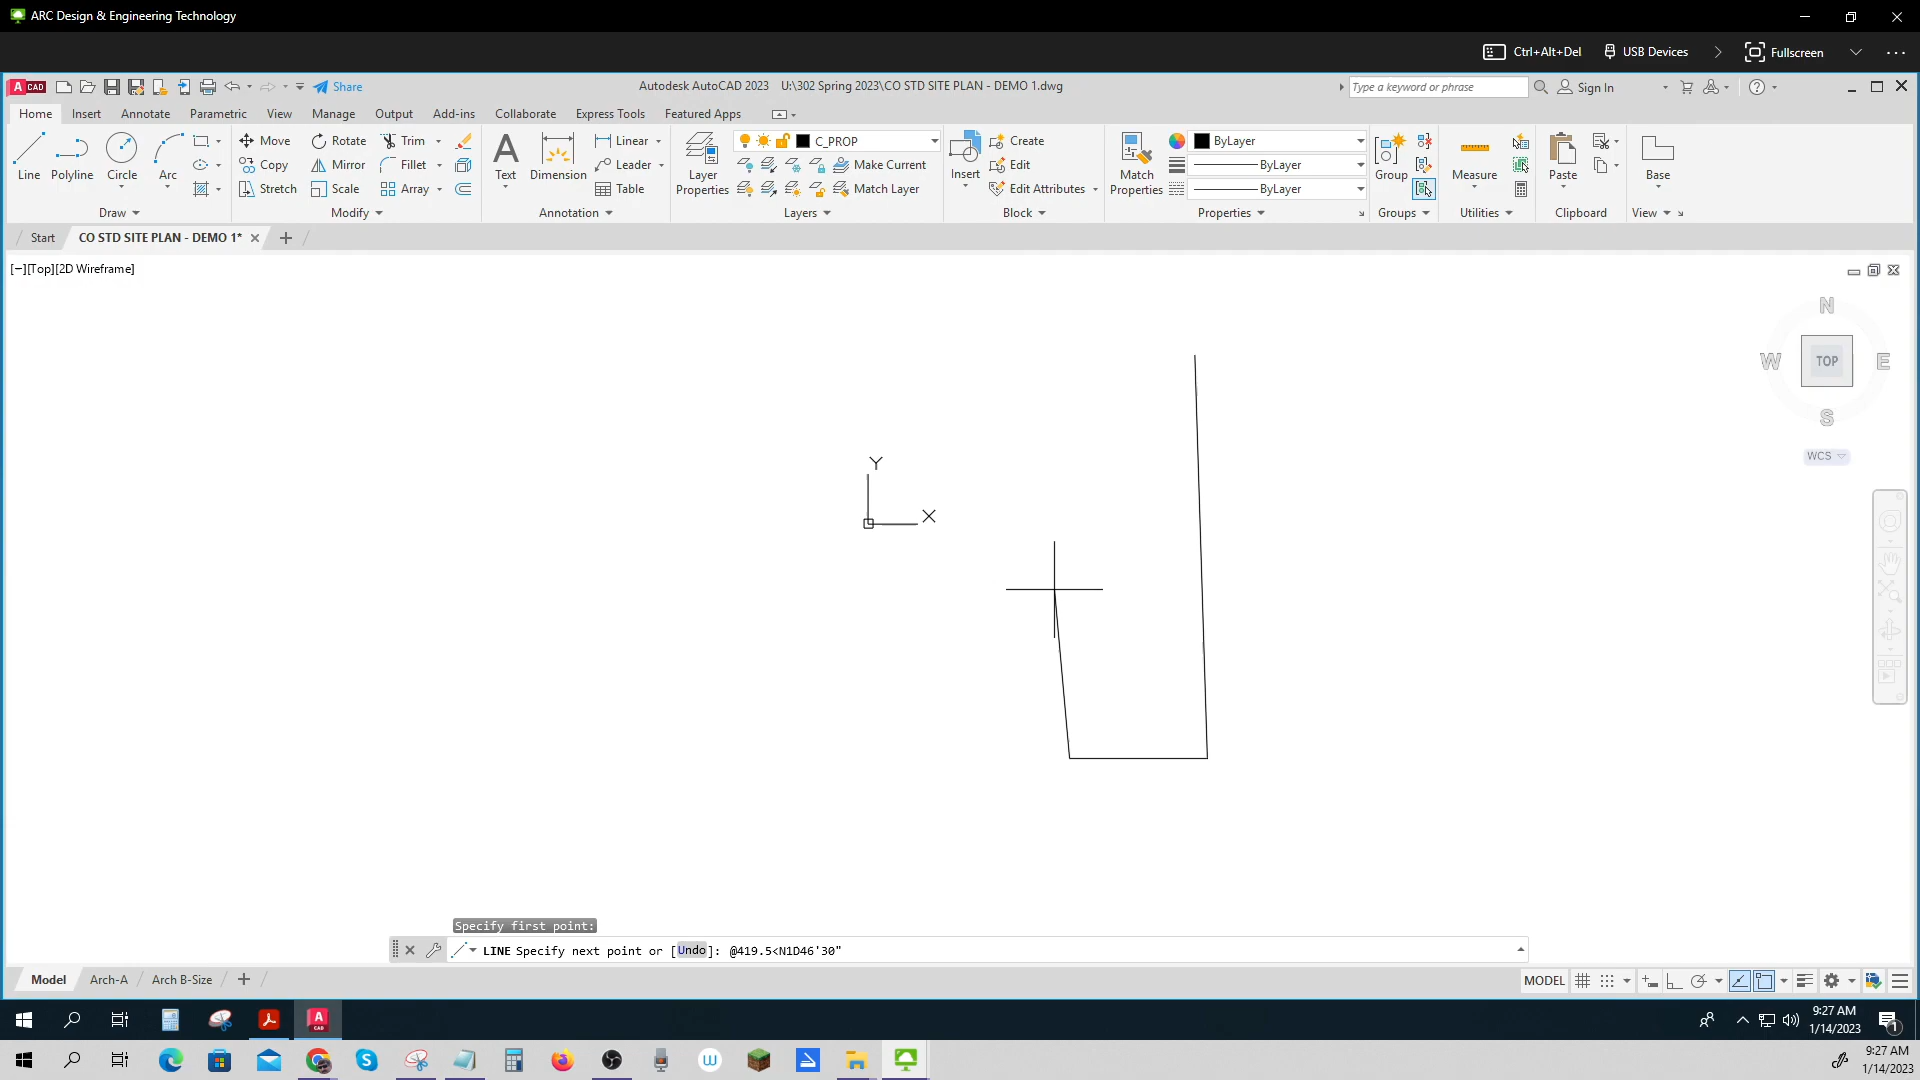 ARC Design & Engineering Technology
Ctrl+Alt+Del USB Devices Fullscreen
A CAD Share Autodesk AutoCAD 2023 U:\302 Spring 2023\CO STD SITE PLAN - DEMO 1.dwg Type a keyword or phrase Sign In
Home Insert Annotate Parametric View Manage Output Add-ins Collaborate Express Tools Featured Apps
Move Rotate Trim Linear C_PROP Create ByLayer
Copy Mirror Fillet Leader Make Current Edit ByLayer
Line Polyline Circle Arc Text Dimension Layer Properties Insert Match Properties Group Measure Paste Base
Stretch Scale Array Table Match Layer Edit Attributes ByLayer
Draw Modify Annotation Layers Block Properties Groups Utilities Clipboard View
Start CO STD SITE PLAN - DEMO 1*
[−][Top][2D Wireframe]
N
W TOP E
S
WCS
Y
X
Specify first point:
LINE Specify next point or [Undo]: @419.5<N1D46'30"
Model Arch-A Arch B-Size MODEL
9:27 AM
1/14/2023
1
9:27 AM
1/14/2023